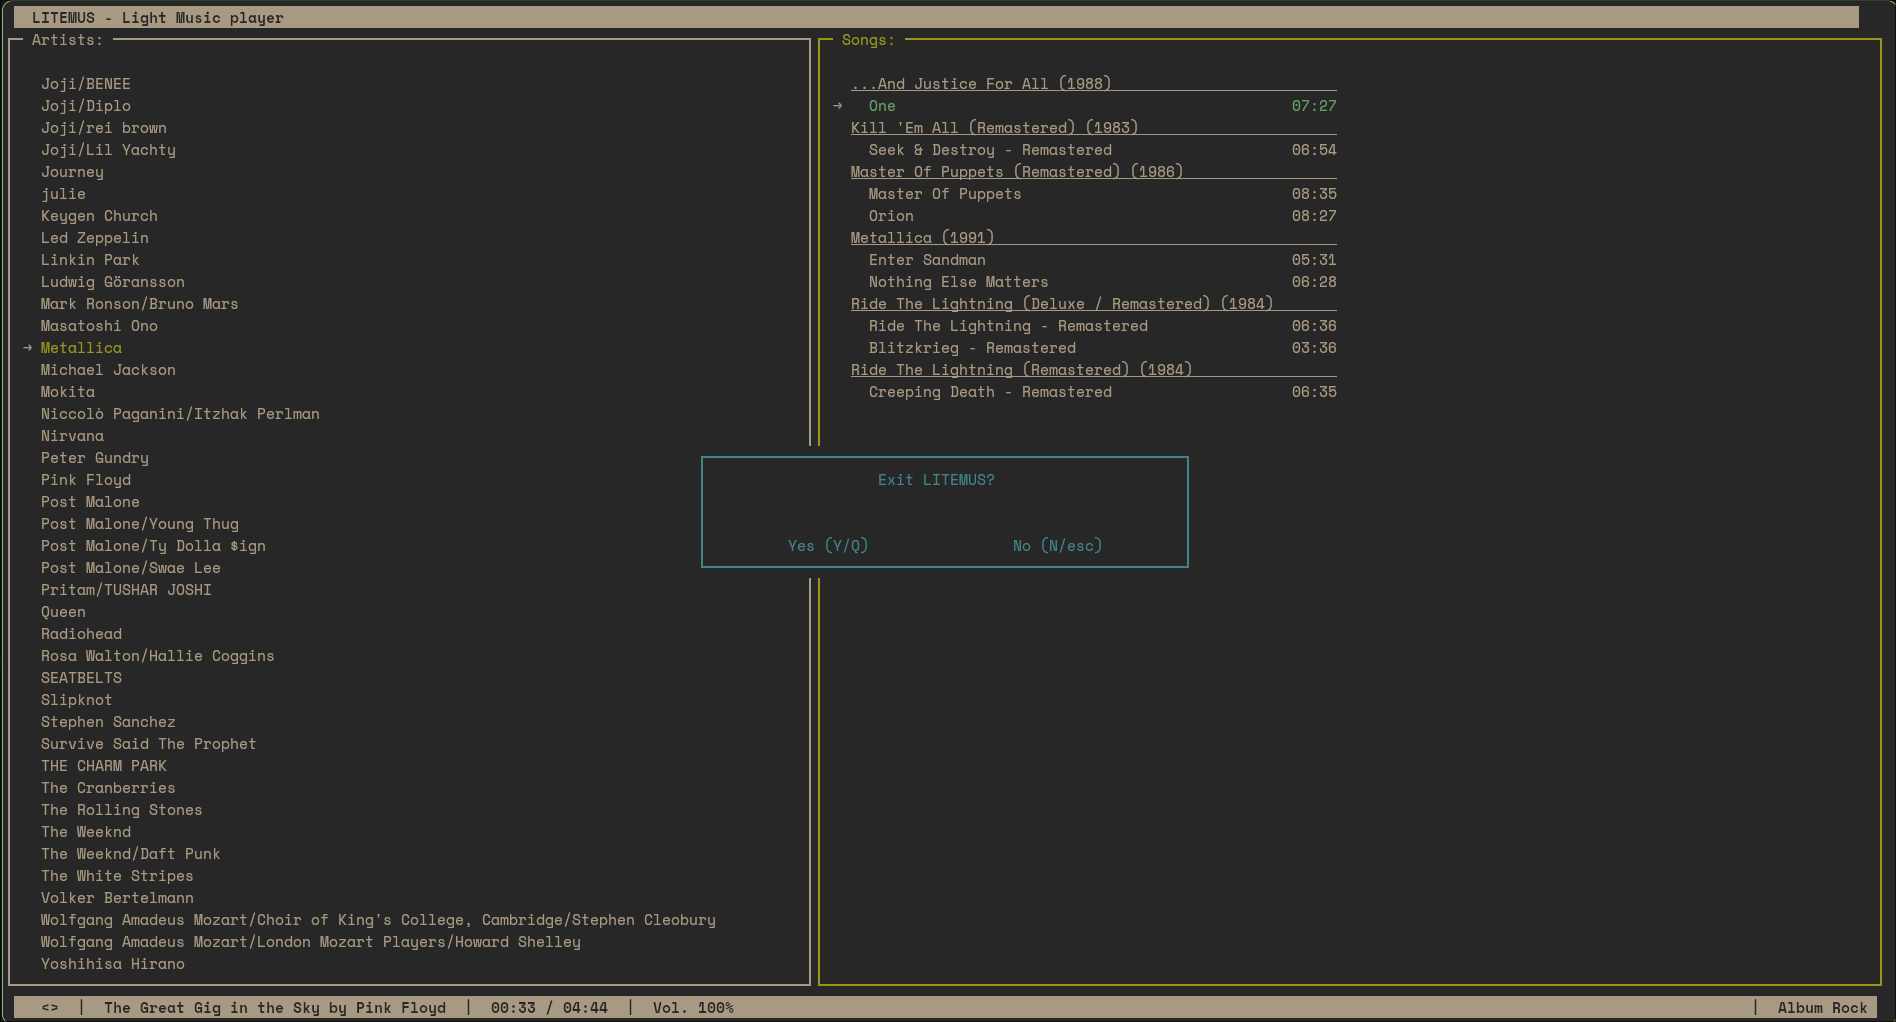 LITEMUS - Light Music player
Artists:
Joji/BENEE
Joji/Diplo
Joji/rei brown
Joji/Lil Yachty
Journey
julie
Keygen Church
Led Zeppelin
Linkin Park
Ludwig Göransson
Mark Ronson/Bruno Mars
Masatoshi Ono
→ Metallica
Michael Jackson
Mokita
Niccolò Paganini/Itzhak Perlman
Nirvana
Peter Gundry
Pink Floyd
Post Malone
Post Malone/Young Thug
Post Malone/Ty Dolla $ign
Post Malone/Swae Lee
Pritam/TUSHAR JOSHI
Queen
Radiohead
Rosa Walton/Hallie Coggins
SEATBELTS
Slipknot
Stephen Sanchez
Survive Said The Prophet
THE CHARM PARK
The Cranberries
The Rolling Stones
The Weeknd
The Weeknd/Daft Punk
The White Stripes
Volker Bertelmann
Wolfgang Amadeus Mozart/Choir of King's College, Cambridge/Stephen Cleobury
Wolfgang Amadeus Mozart/London Mozart Players/Howard Shelley
Yoshihisa Hirano
Songs:
...And Justice For All (1988)
→ One 07:27
Kill 'Em All (Remastered) (1983)
Seek & Destroy - Remastered 06:54
Master Of Puppets (Remastered) (1986)
Master Of Puppets 08:35
Orion 08:27
Metallica (1991)
Enter Sandman 05:31
Nothing Else Matters 06:28
Ride The Lightning (Deluxe / Remastered) (1984)
Ride The Lightning - Remastered 06:36
Blitzkrieg - Remastered 03:36
Ride The Lightning (Remastered) (1984)
Creeping Death - Remastered 06:35
Exit LITEMUS?
Yes (Y/Q) No (N/esc)
<> | The Great Gig in the Sky by Pink Floyd | 00:33 / 04:44 | Vol. 100% | Album Rock